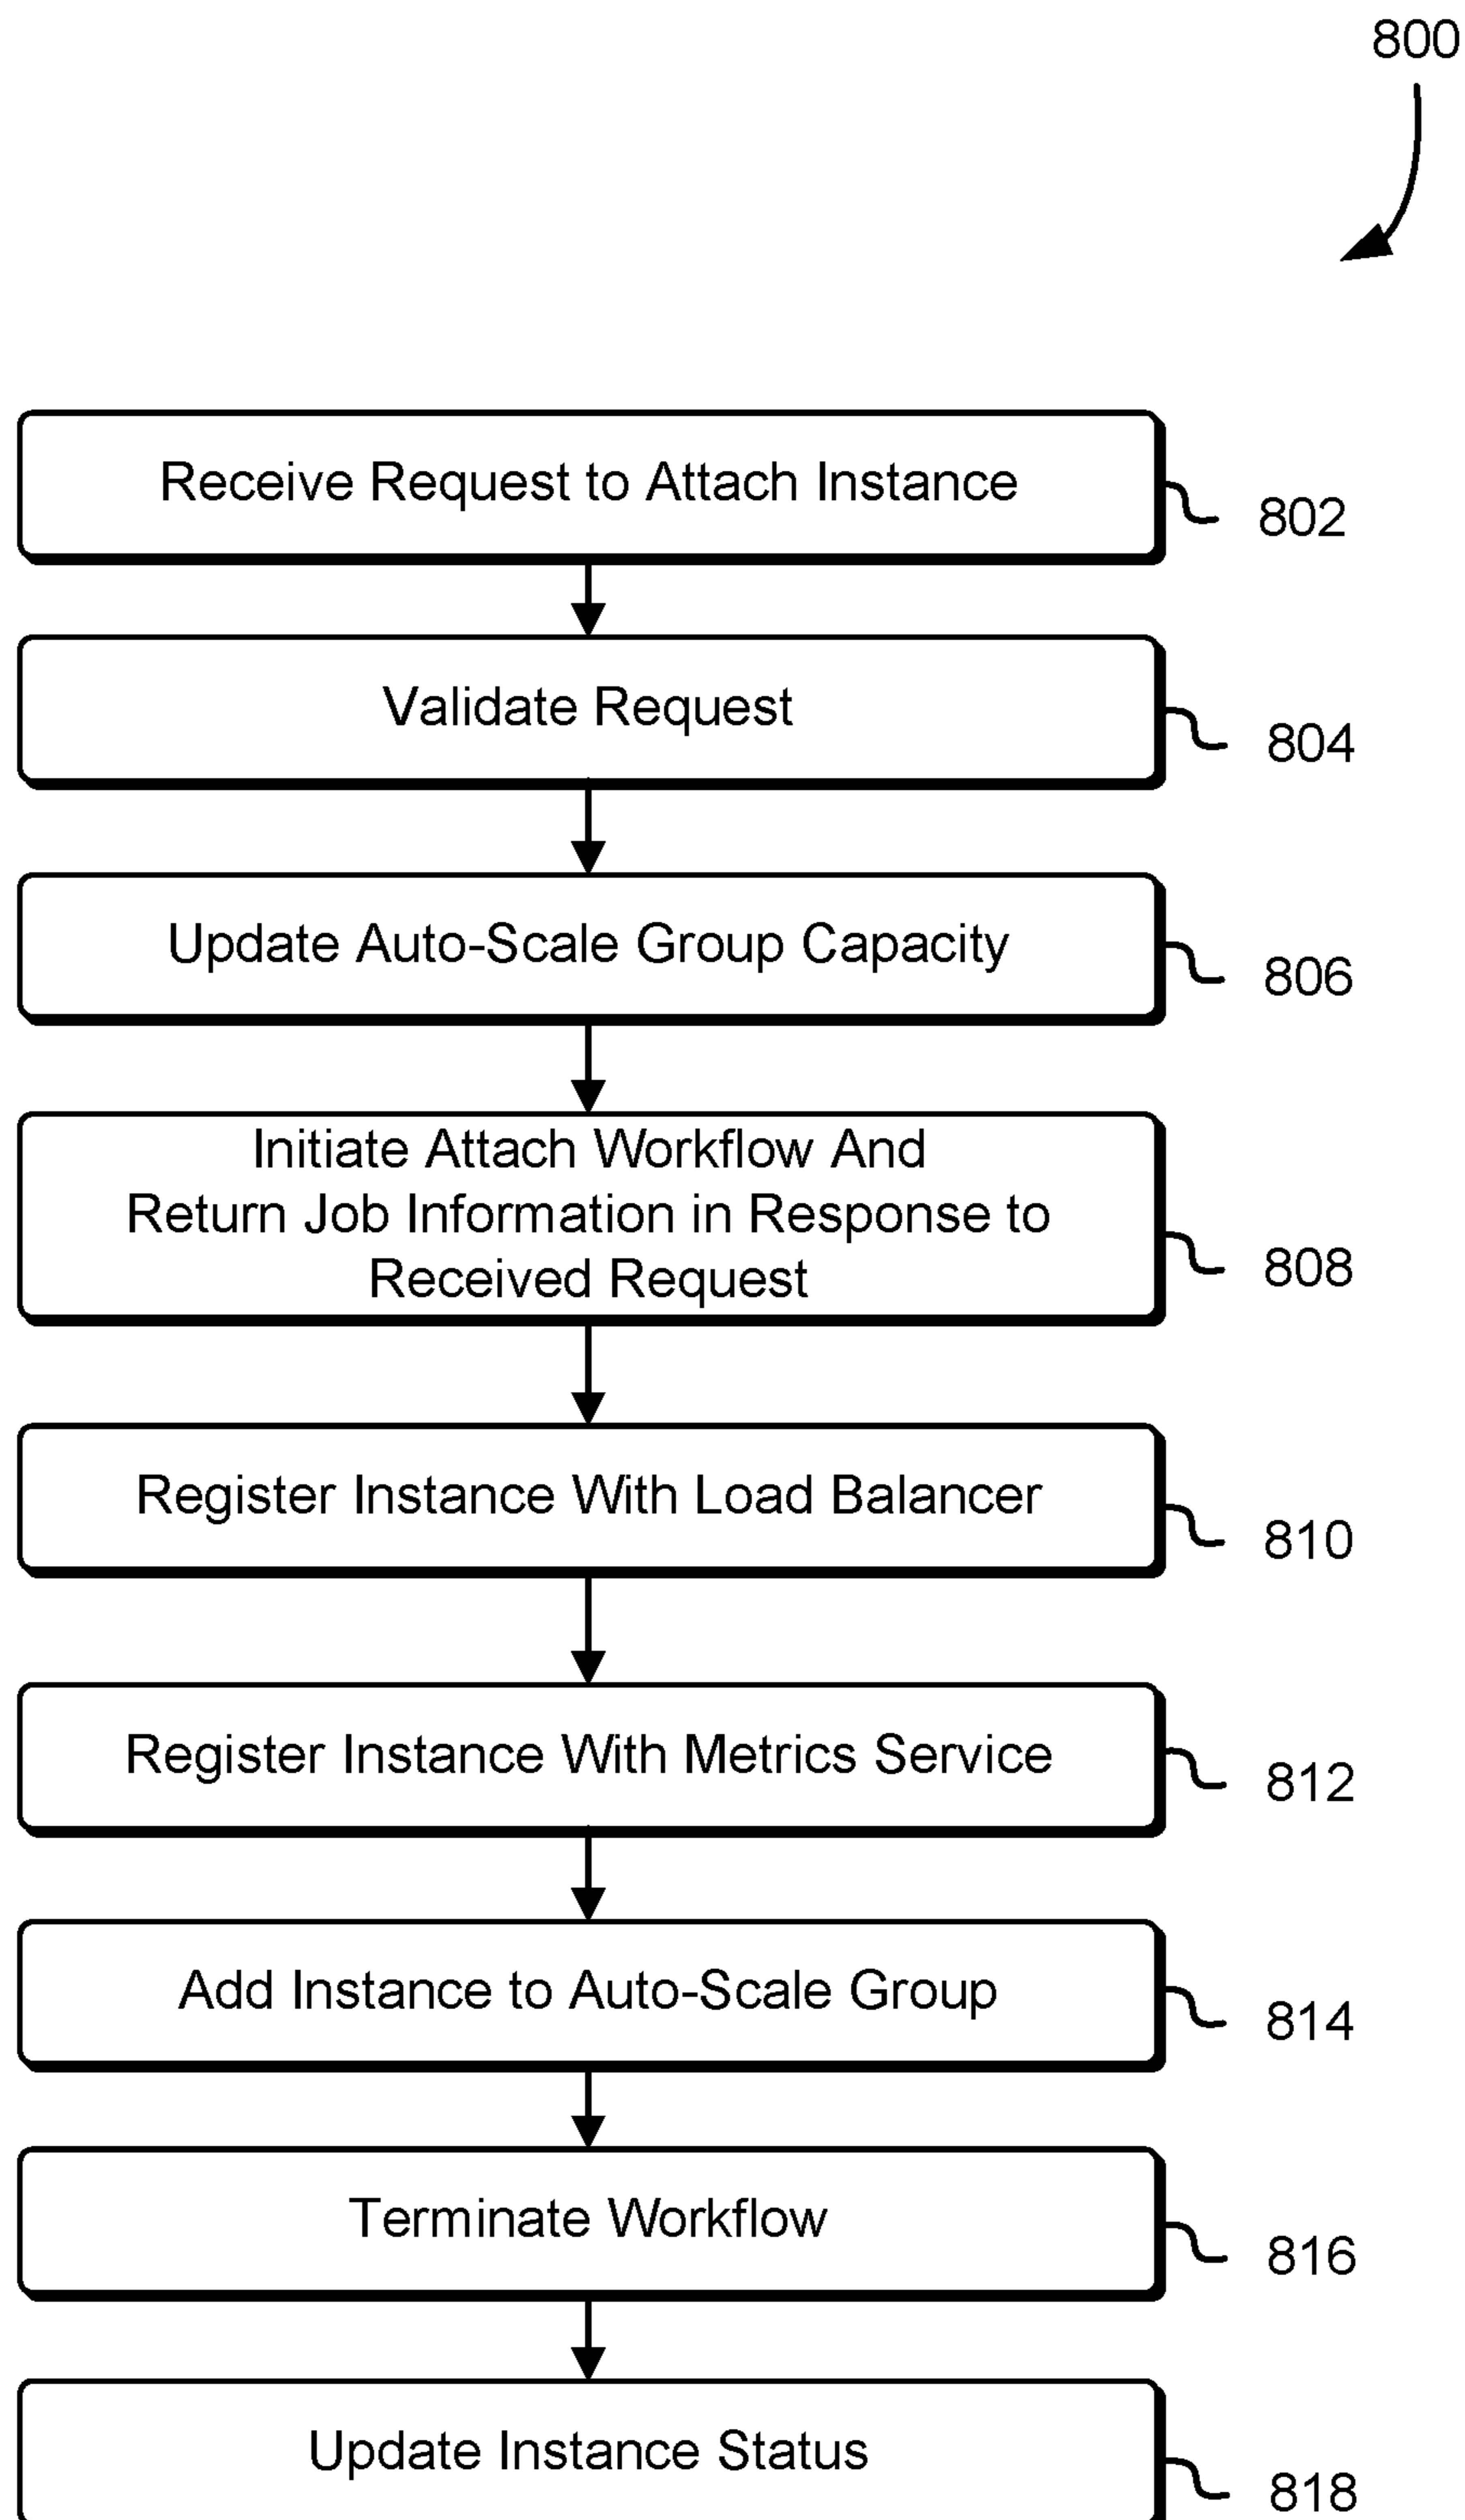 800
Receive Request to Attach Instance
802
Validate Request
804
Update Auto-Scale Group Capacity
806
Initiate Attach Workflow And
Return Job Information in Response to
Received Request
808
Register Instance With Load Balancer
810
Register Instance With Metrics Service
812
Add Instance to Auto-Scale Group
814
Terminate Workflow
816
Update Instance Status
818